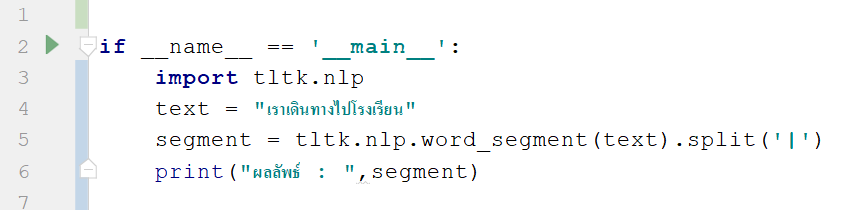 1
2 if __name__ == '__main__':
3 import tltk.nlp
4 text = "เราเดินทางไปโรงเรียน"
5 segment = tltk.nlp.word_segment(text).split('|')
6 print("ผลลัพธ์ : ",segment)
7